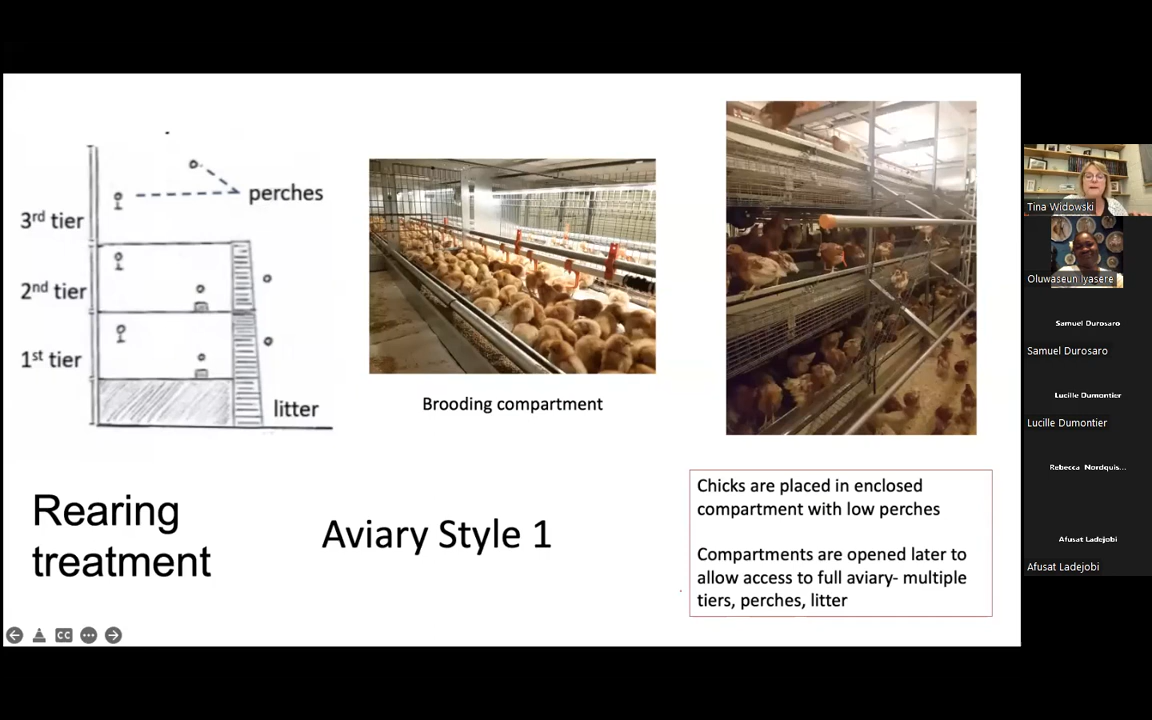 3rd tier
perches
2nd tier
1st tier
litter
Brooding compartment
Rearing
treatment
Aviary Style 1
Chicks are placed in enclosed
compartment with low perches
Compartments are opened later to
allow access to full aviary- multiple
tiers, perches, litter
CC
Tina Widowski
Oluwaseun Iyasere
Samuel Durosaro
Samuel Durosaro
Lucille Dumontier
Lucille Dumontier
Rebecca Nordquis...
Afusat Ladejobi
Afusat Ladejobi